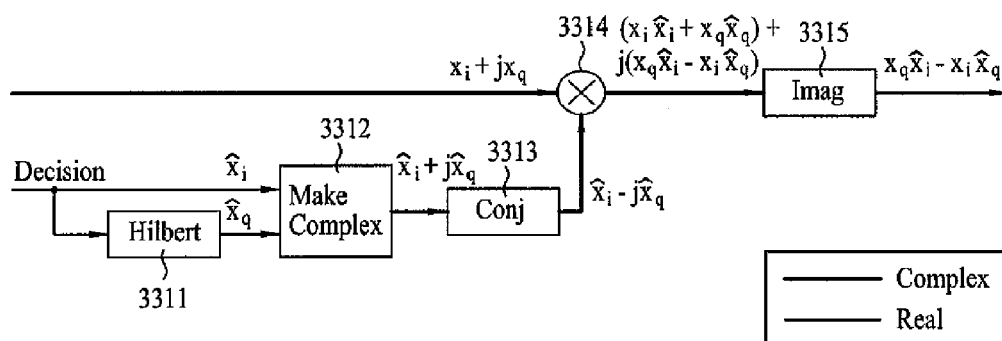 3314
(x_i x̂_i + x_q x̂_q) +
j(x_q x̂_i - x_i x̂_q)
3315
x_i + jx_q
Imag
x_q x̂_i - x_i x̂_q
3312
3313
Decision
x̂_i
x̂_i + jx̂_q
Make
Complex
Conj
x̂_i - jx̂_q
Hilbert
x̂_q
3311
Complex
Real